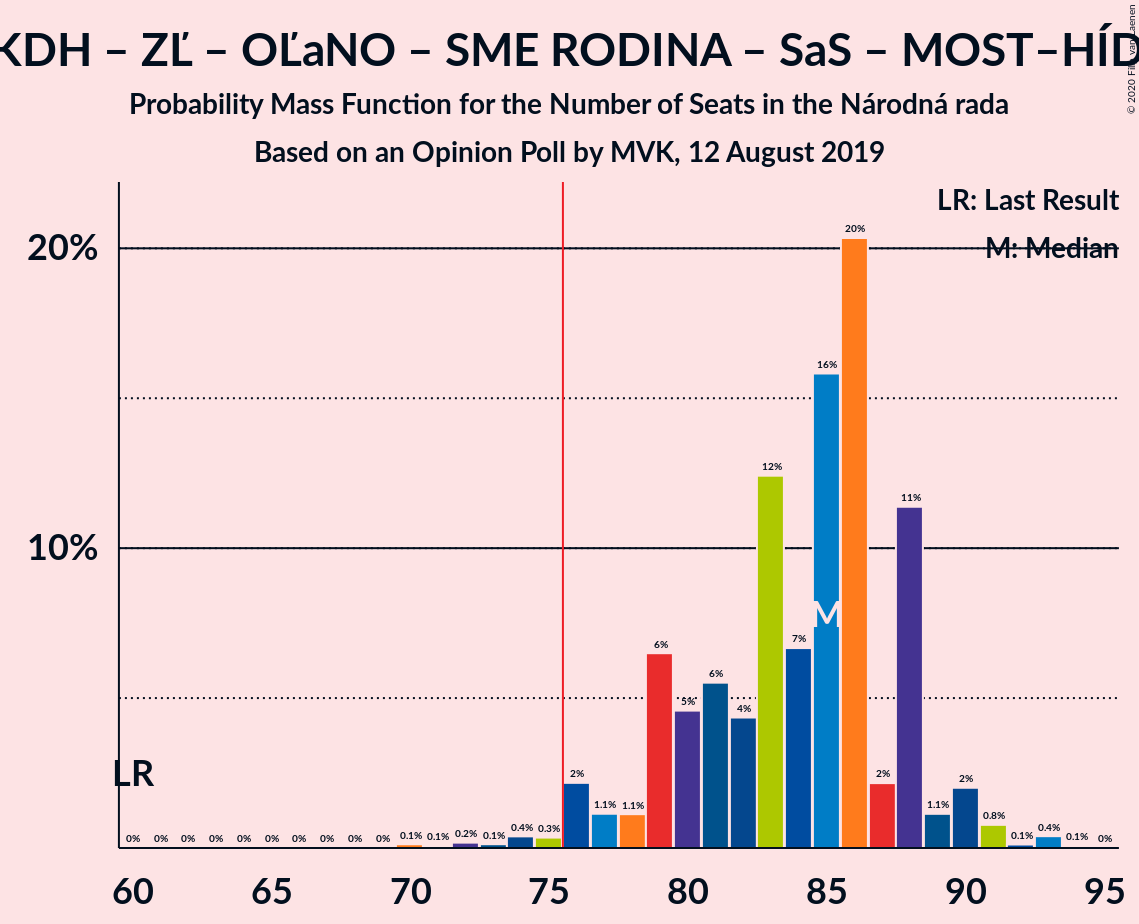 KDH – ZĽ – OĽaNO – SME RODINA – SaS – MOST–HÍD
Probability Mass Function for the Number of Seats in the Národná rada
Based on an Opinion Poll by MVK, 12 August 2019
© 2020 Filip van Laenen
LR: Last Result
M: Median
20%
10%
LR
M
0% 0% 0% 0% 0% 0% 0% 0% 0% 0% 0.1% 0.1% 0.2% 0.1% 0.4% 0.3% 2% 1.1% 1.1% 6% 5% 6% 4% 12% 7% 16% 20% 2% 11% 1.1% 2% 0.8% 0.1% 0.4% 0.1% 0%
60 65 70 75 80 85 90 95